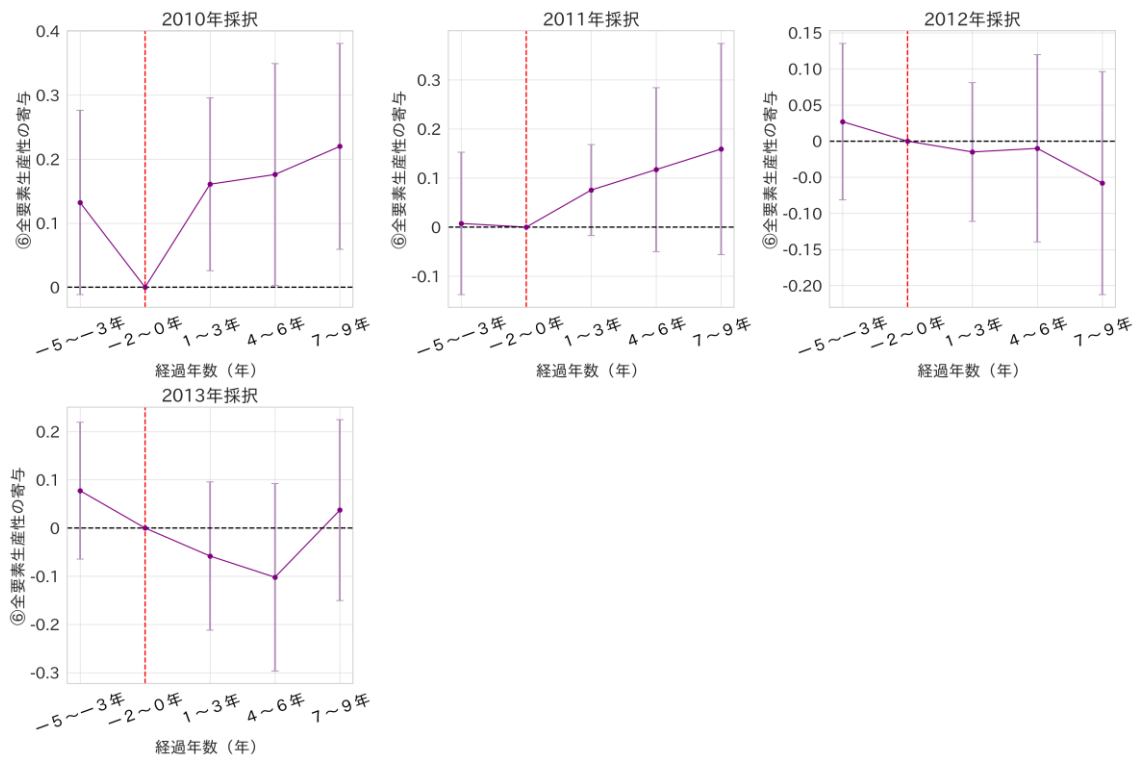 2010年採択
⑥全要素生産性の寄与
0.4
0.3
0.2
0.1
0
－5～－3年
－2～0年
1～3年
4～6年
7～9年
経過年数（年）
2011年採択
⑥全要素生産性の寄与
0.3
0.2
0.1
0
-0.1
－5～－3年
－2～0年
1～3年
4～6年
7～9年
経過年数（年）
2012年採択
⑥全要素生産性の寄与
0.15
0.10
0.05
0
-0.0
-0.10
-0.15
-0.20
－5～－3年
－2～0年
1～3年
4～6年
7～9年
経過年数（年）
2013年採択
⑥全要素生産性の寄与
0.2
0.1
0
-0.1
-0.2
-0.3
－5～－3年
－2～0年
1～3年
4～6年
7～9年
経過年数（年）